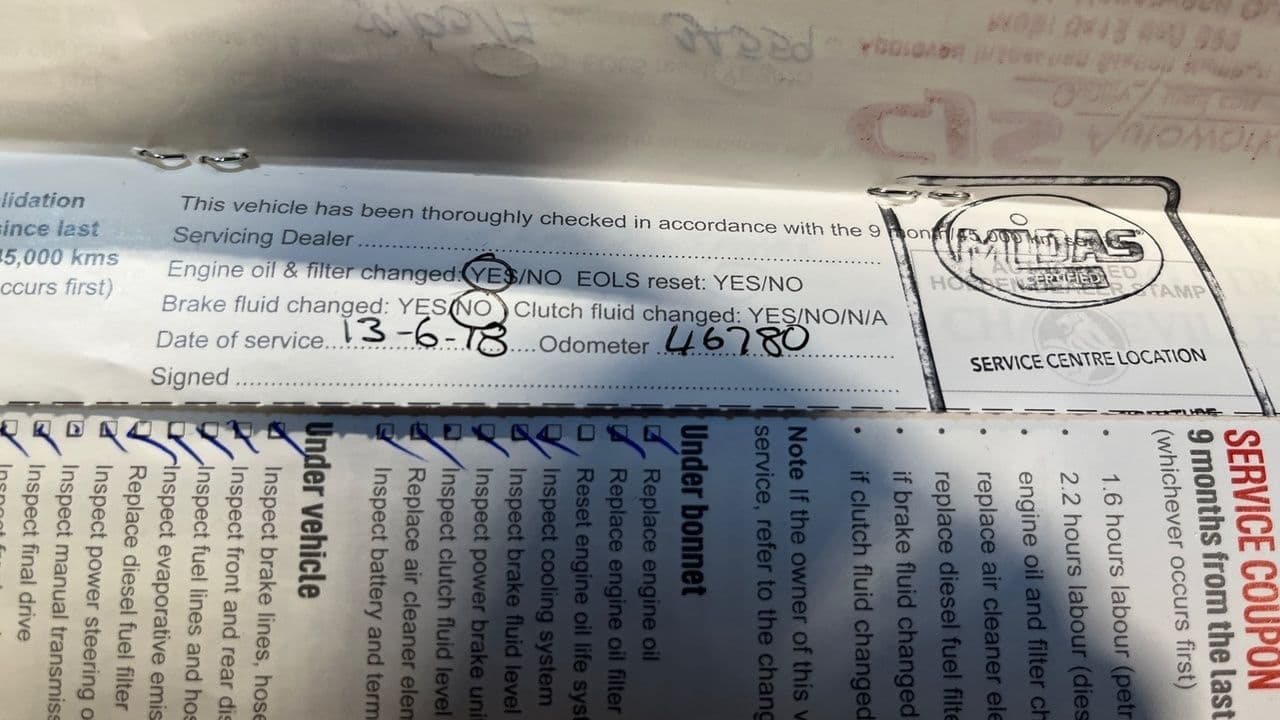 lidation
since last
15,000 kms
ccurs first)
This vehicle has been thoroughly checked in accordance with the 9
Servicing Dealer
Engine oil & filter changed: YES/NO EOLS reset: YES/NO
Brake fluid changed: YES/NO Clutch fluid changed: YES/NO/N/A
Date of service 13-6-18 Odometer 46780
Signed
MIDAS
CERTIFIED
STAMP
SERVICE CENTRE LOCATION
SERVICE COUPON
9 months from the last
(whichever occurs first)
• 1.6 hours labour (petr
• 2.2 hours labour (dies
• engine oil and filter ch
• replace air cleaner ele
• replace diesel fuel filte
• if brake fluid changed
• if clutch fluid changed
Note If the owner of this v
service, refer to the chang
Under bonnet
Replace engine oil
Replace engine oil filter
Reset engine oil life syst
Inspect cooling system
Inspect brake fluid level
Inspect power brake uni
Inspect clutch fluid level
Replace air cleaner elem
Inspect battery and term
Under vehicle
Inspect brake lines, hose
Inspect front and rear dis
Inspect fuel lines and hos
Inspect evaporative emis
Replace diesel fuel filter
Inspect power steering o
Inspect manual transmiss
Inspect final drive